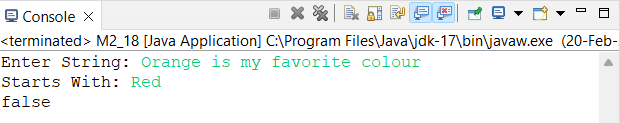 Console
<terminated> M2_18 [Java Application] C:\Program Files\Java\jdk-17\bin\javaw.exe (20-Feb-
Enter String: Orange is my favorite colour
Starts With: Red
false